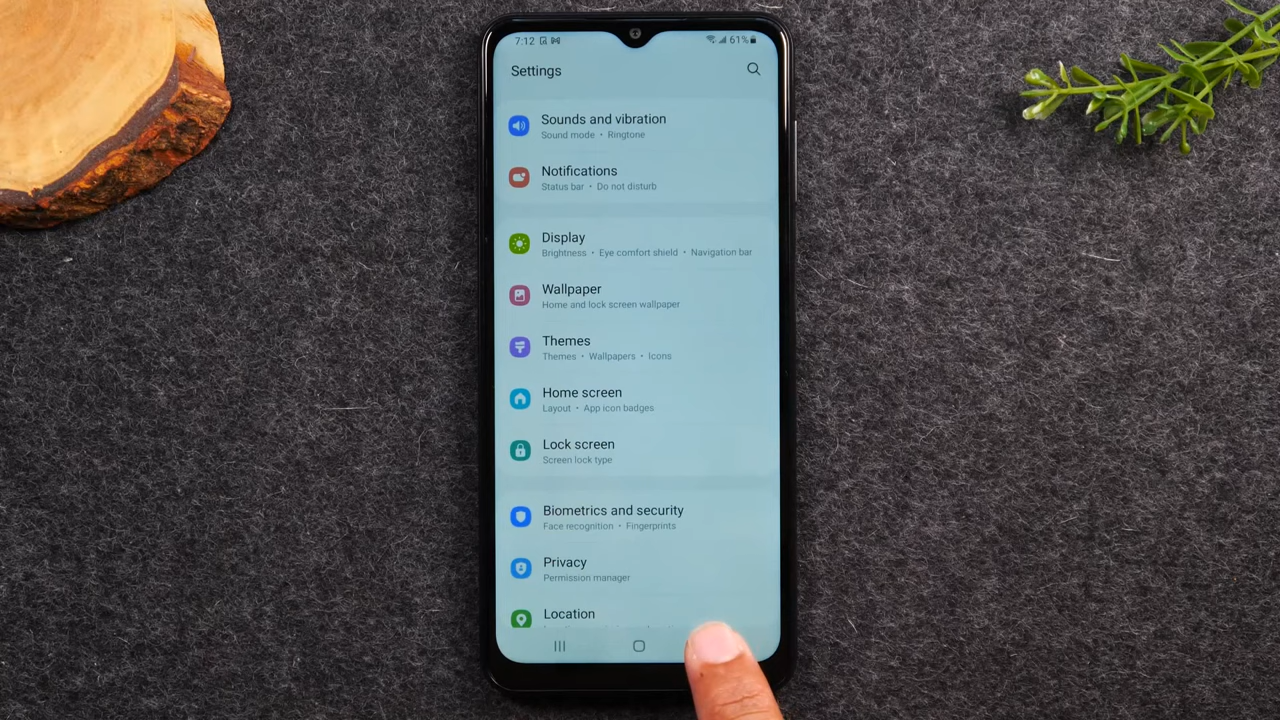 7:12 61%
Settings
Sounds and vibration
Sound mode • Ringtone
Notifications
Status bar • Do not disturb
Display
Brightness • Eye comfort shield • Navigation bar
Wallpaper
Home and lock screen wallpaper
Themes
Themes • Wallpapers • Icons
Home screen
Layout • App icon badges
Lock screen
Screen lock type
Biometrics and security
Face recognition • Fingerprints
Privacy
Permission manager
Location